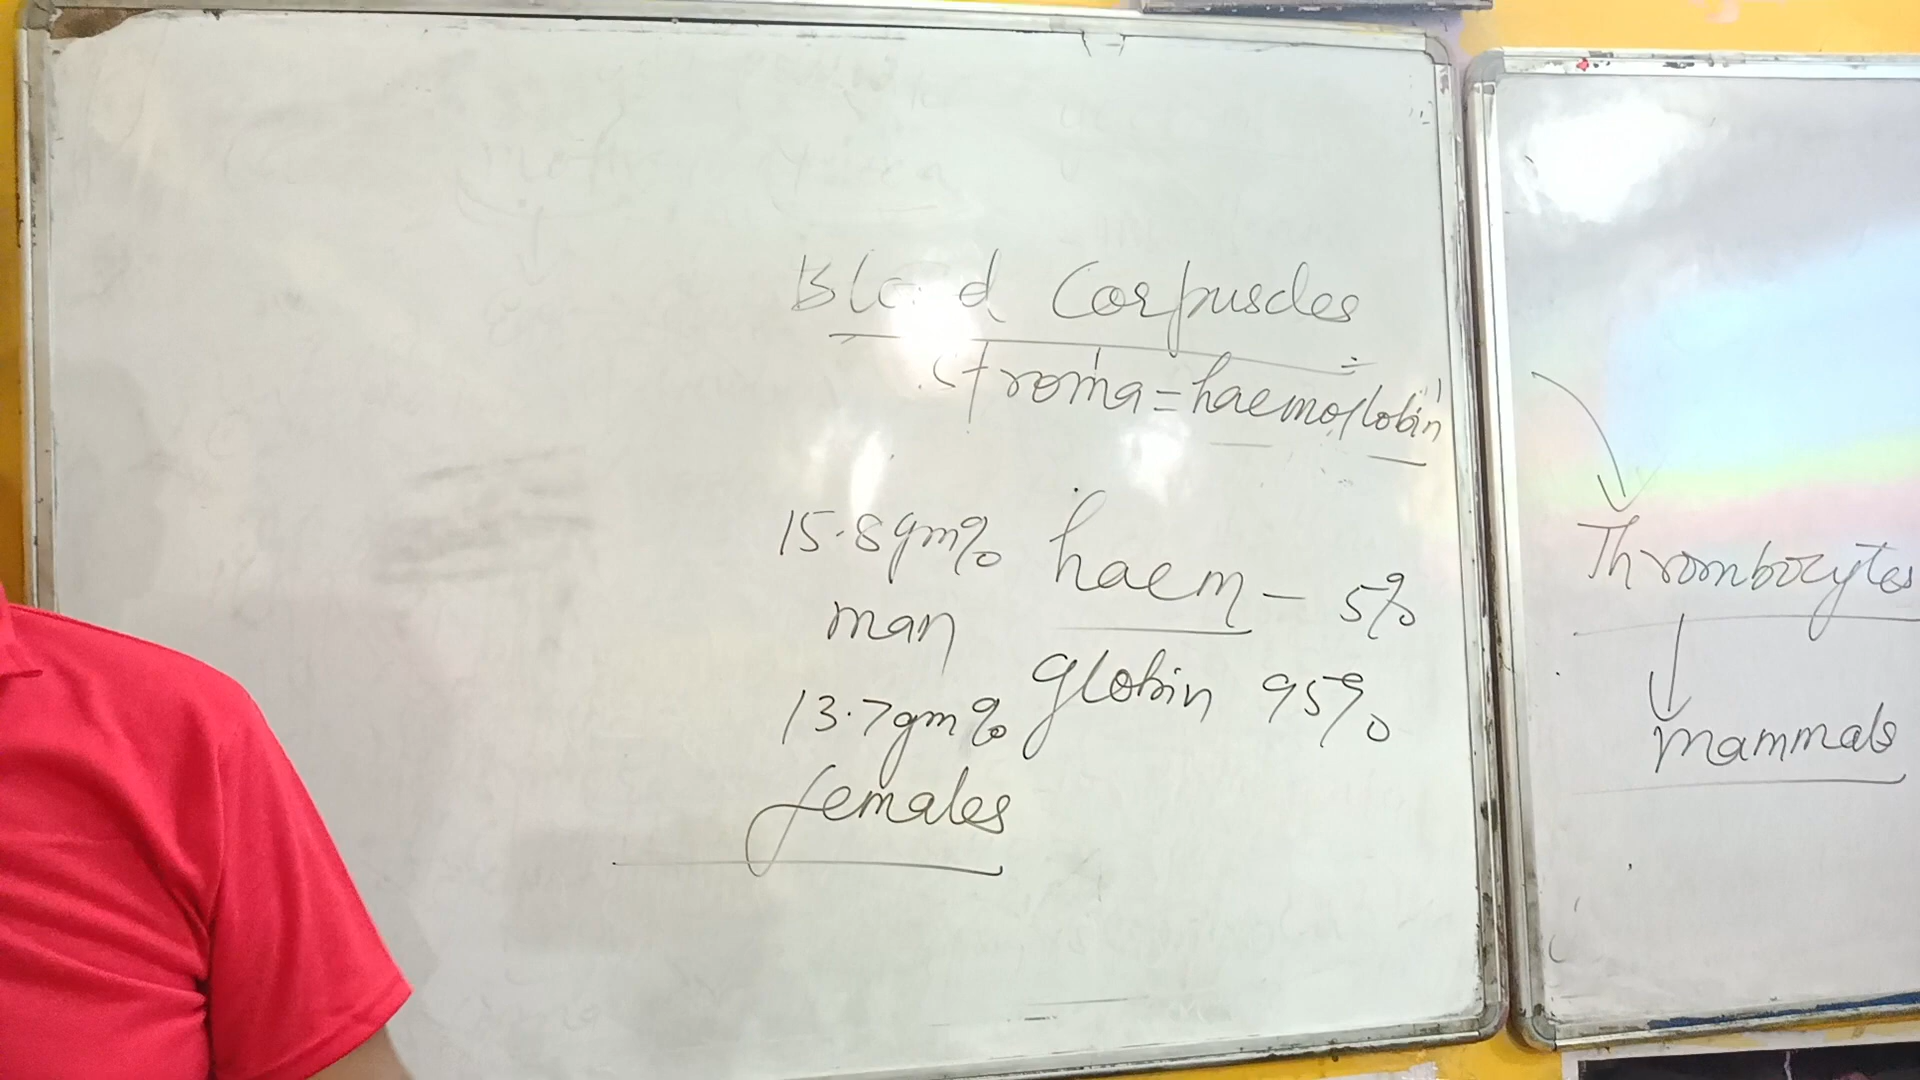 Blood Corpuscles
stroma = haemoglobin
15.8gm% haem - 5%
man
globin 95%
13.7gm%
females
Thrombocytes
mammals